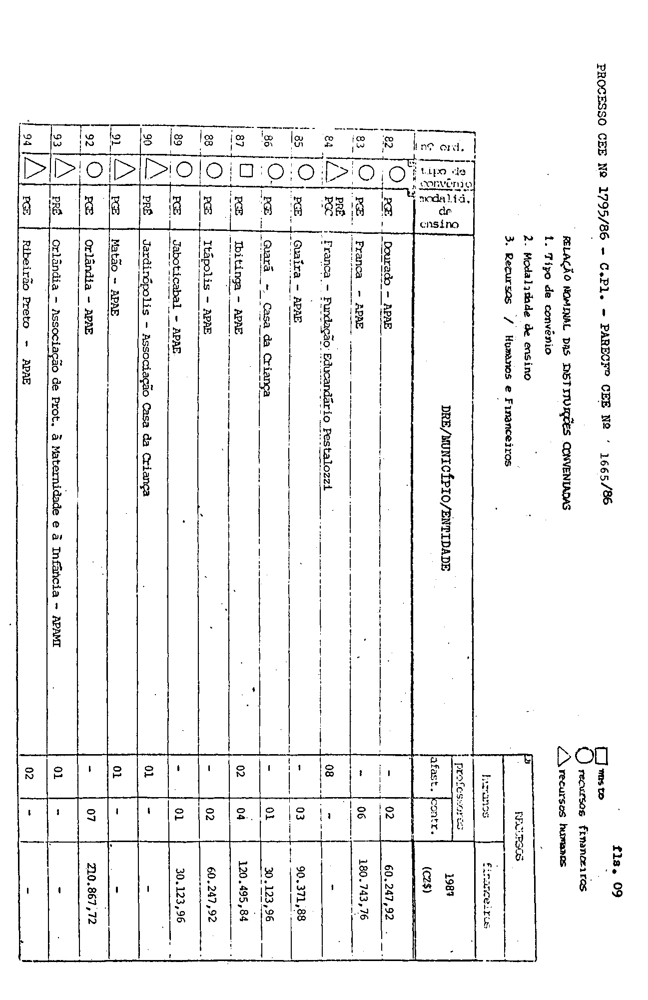 fls. 09
PROCESSO CEE Nº 1795/86 - C.Pl. - PARECER CEE Nº 1665/86
RELAÇÃO NOMINAL DAS INSTITUIÇÕES CONVENIADAS
1. Tipo de convênio
2. Modalidade de ensino
3. Recursos / Humanos e Financeiros
□ misto
○ recursos financeiros
△ recursos humanos
RECURSOS
humanos financeiros
nº ord. tipo de convênio modalid. de ensino DRE/MUNICÍPIO/ENTIDADE professores afast. contr. 1987 (CZ$)
82 ○ PGE Dourado - APAE - 02 60.247,92
83 ○ PGE Franca - APAE - 06 180.743,76
84 △ PRÉ PGC Franca - Fundação Educandário Pestalozzi 08 - -
85 ○ PGE Guaíra - APAE - 03 90.371,88
86 ○ PGE Guará - Casa da Criança - 01 30.123,96
87 □ PGE Ibitinga - APAE 02 04 120.495,84
88 ○ PGE Itápolis - APAE - 02 60.247,92
89 ○ PGE Jaboticabal - APAE - 01 30.123,96
90 △ PRÉ Jardinópolis - Associação Casa da Criança 01 - -
91 △ PGE Matão - APAE 01 - -
92 ○ PGE Orlândia - APAE - 07 210.867,72
93 △ PRÉ Orlândia - Associação de Prot. à Maternidade e à Infância - APAMI 01 - -
94 △ PGE Ribeirão Preto - APAE 02 - -